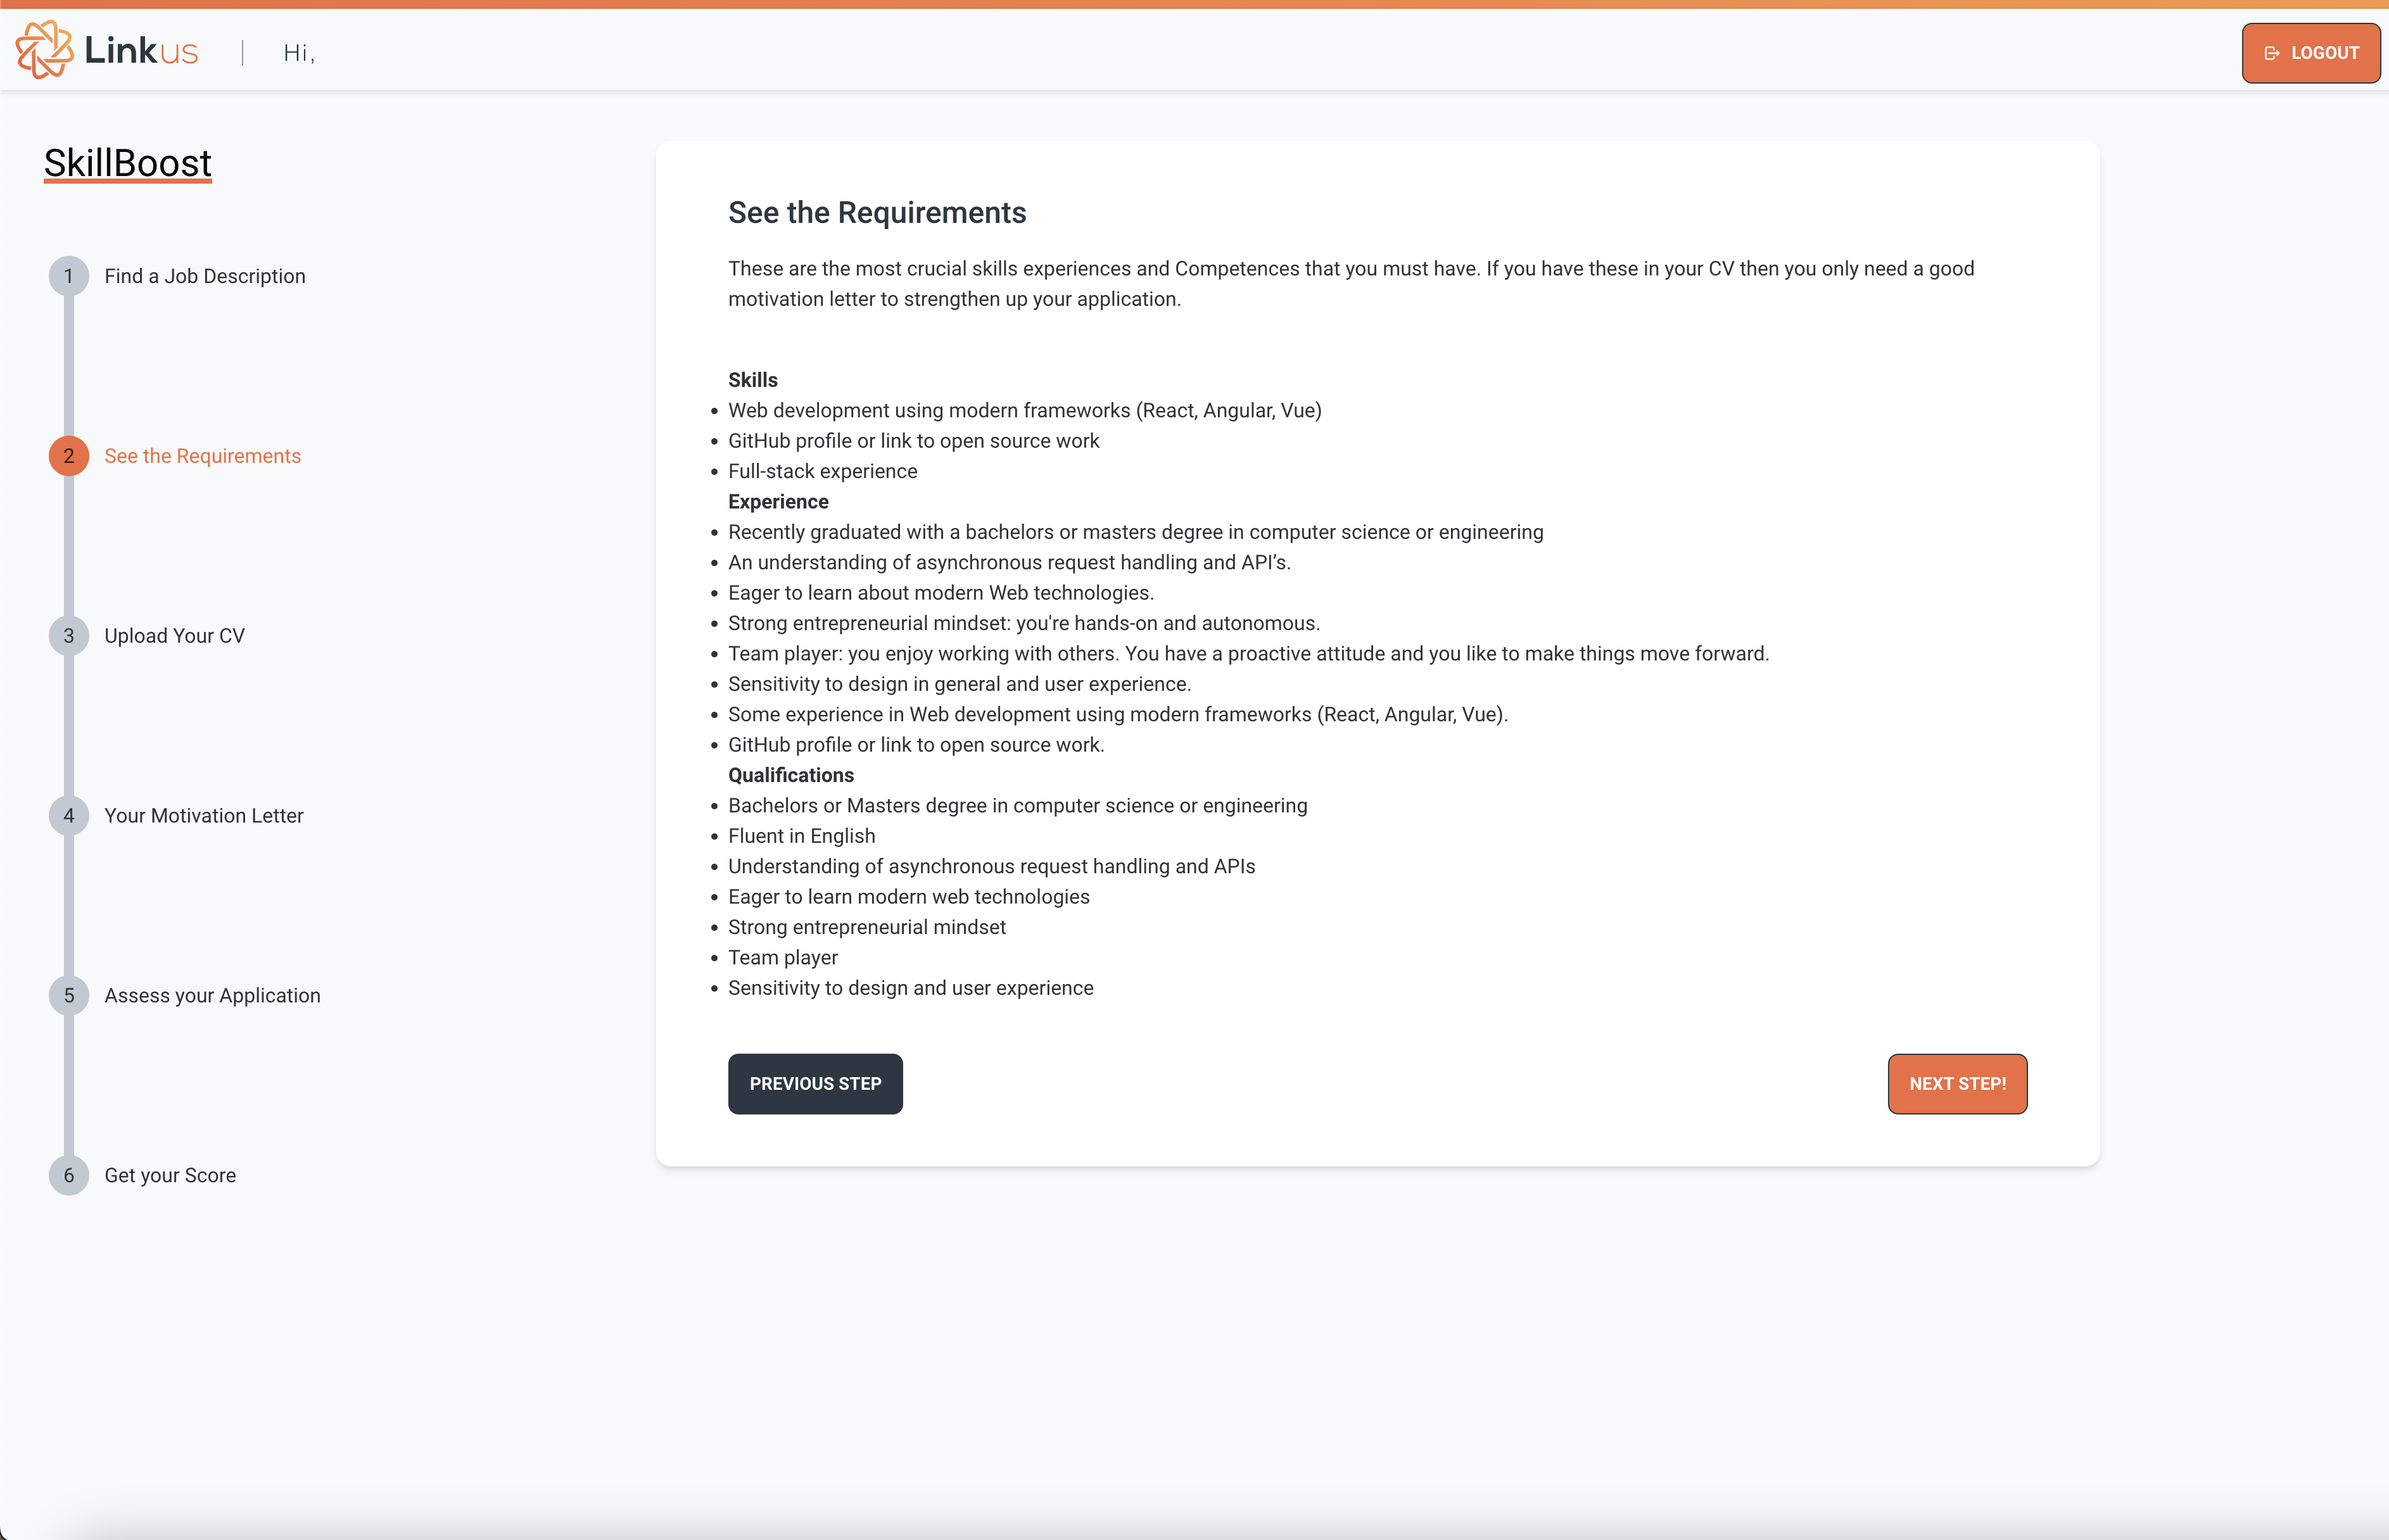 Linkus
Hi,
LOGOUT
SkillBoost
1 Find a Job Description
2 See the Requirements
3 Upload Your CV
4 Your Motivation Letter
5 Assess your Application
6 Get your Score
See the Requirements
These are the most crucial skills experiences and Competences that you must have. If you have these in your CV then you only need a good
motivation letter to strengthen up your application.
Skills
• Web development using modern frameworks (React, Angular, Vue)
• GitHub profile or link to open source work
• Full-stack experience
Experience
• Recently graduated with a bachelors or masters degree in computer science or engineering
• An understanding of asynchronous request handling and API’s.
• Eager to learn about modern Web technologies.
• Strong entrepreneurial mindset: you're hands-on and autonomous.
• Team player: you enjoy working with others. You have a proactive attitude and you like to make things move forward.
• Sensitivity to design in general and user experience.
• Some experience in Web development using modern frameworks (React, Angular, Vue).
• GitHub profile or link to open source work.
Qualifications
• Bachelors or Masters degree in computer science or engineering
• Fluent in English
• Understanding of asynchronous request handling and APIs
• Eager to learn modern web technologies
• Strong entrepreneurial mindset
• Team player
• Sensitivity to design and user experience
PREVIOUS STEP
NEXT STEP!